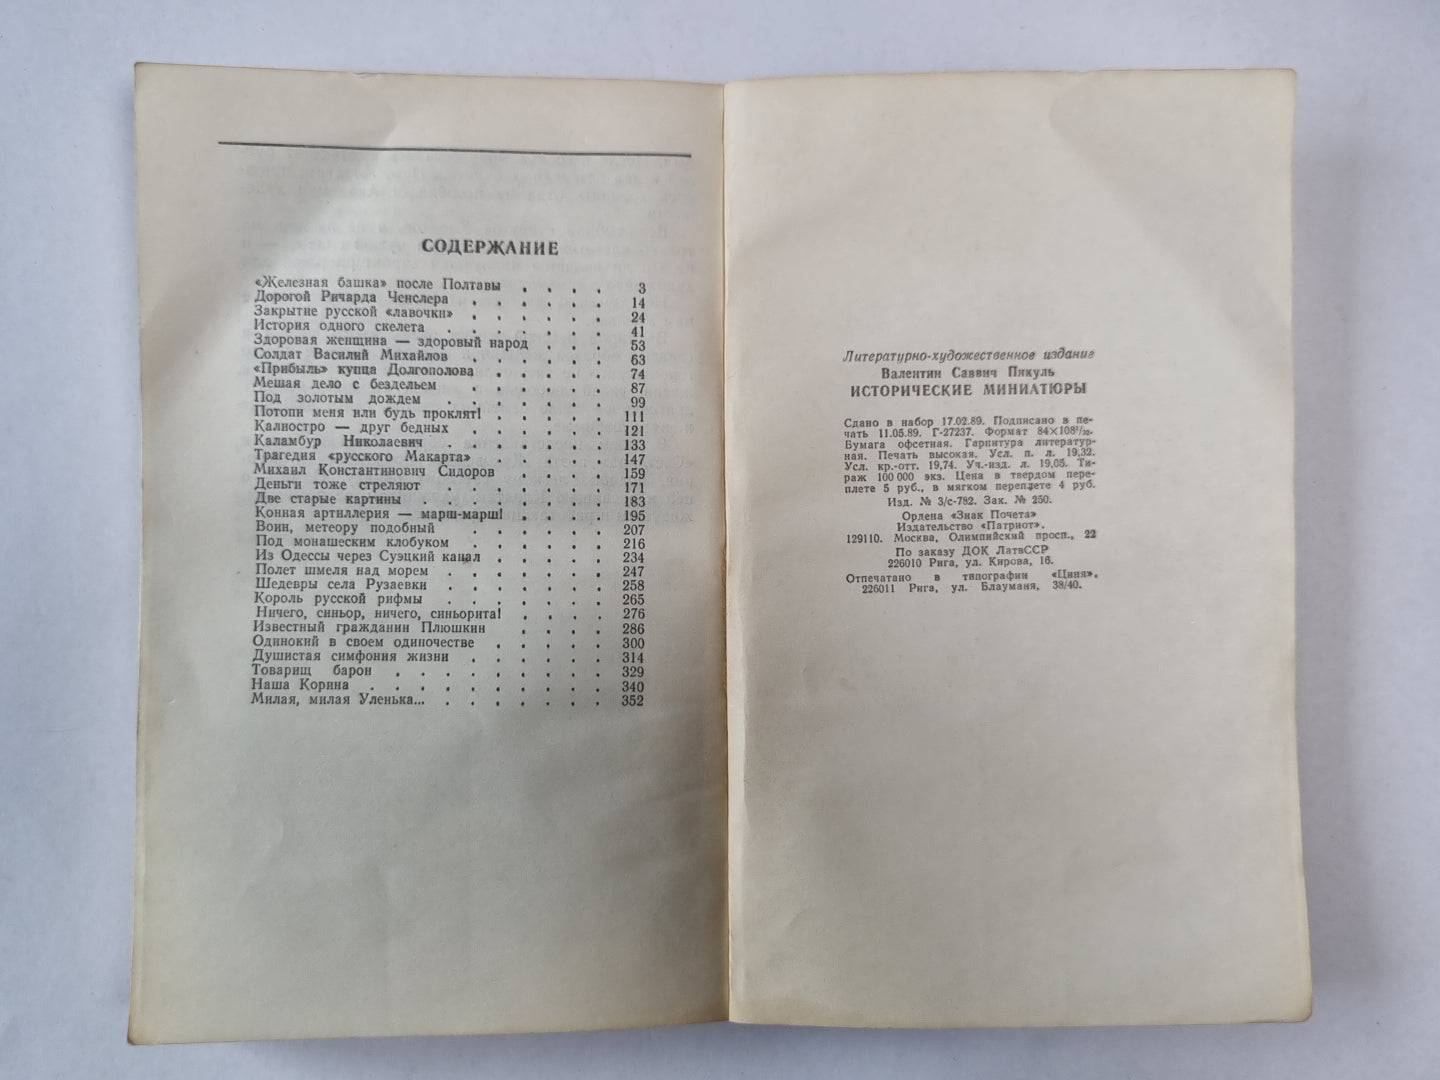 СОДЕРЖАНИЕ
«Железная башка» после Полтавы . . . . 3
Дорогой Ричарда Ченслера . . . . . . 14
Закрытие русской «лавочки» . . . . . . 24
История одного скелета . . . . . . . 41
Здоровая женщина — здоровый народ . . . 53
Солдат Василий Михайлов . . . . . . 63
«Прибыль» купца Долгополова . . . . . 74
Мешая дело с бездельем . . . . . . 87
Под золотым дождем . . . . . . . 99
Потопи меня или будь проклят! . . . . . 111
Калиостро — друг бедных . . . . . . 121
Каламбур Николаевич . . . . . . . 133
Трагедия «русского Макарта» . . . . . 147
Михаил Константинович Сидоров . . . . 159
Деньги тоже стреляют . . . . . . . 171
Две старые картины . . . . . . . . 183
Конная артиллерия — марш-марш! . . . . 195
Воин, метеору подобный . . . . . . 207
Под монашеским клобуком . . . . . . 216
Из Одессы через Суэцкий канал . . . . . 234
Полет шмеля над морем . . . . . . . 247
Шедевры села Рузаевки . . . . . . . 258
Король русской рифмы . . . . . . . 265
Ничего, синьор, ничего, синьорита! . . . . 276
Известный гражданин Плюшкин . . . . 286
Одинокий в своем одиночестве . . . . . 300
Душистая симфония жизни . . . . . . 314
Товарищ барон . . . . . . . . . 329
Наша Корина . . . . . . . . . . 340
Милая, милая Уленька... . . . . . . . 352
Литературно-художественное издание
Валентин Саввич Пикуль
ИСТОРИЧЕСКИЕ МИНИАТЮРЫ
Сдано в набор 17.02.89. Подписано в пе-
чать 11.05.89. Г-27237. Формат 84×108¹/₃₂.
Бумага офсетная. Гарнитура литератур-
ная. Печать высокая. Усл. п. л. 19,32.
Усл. кр.-отт. 19,74. Уч.-изд. л. 19,05. Ти-
раж 100 000 экз. Цена в твердом пере-
плете 5 руб., в мягком переплете 4 руб.
Изд. № 3/с-782. Зак. № 250.
Ордена «Знак Почета»
Издательство «Патриот».
129110. Москва, Олимпийский просп., 22
По заказу ДОК ЛатвССР
226010 Рига, ул. Кирова, 16.
Отпечатано в типографии «Циня».
226011 Рига, ул. Блауманя, 38/40.